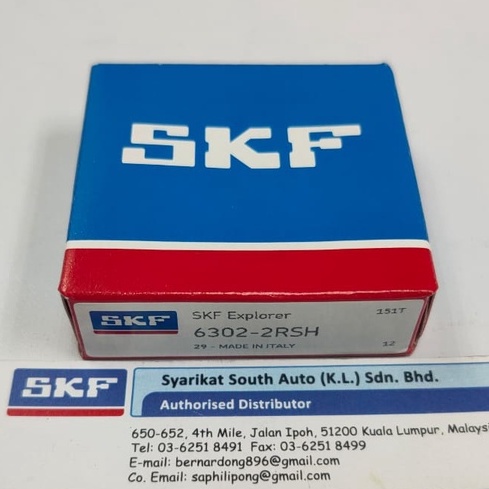 SKF
SKF
SKF Explorer
151T
6302-2RSH
29 - MADE IN ITALY
12
SKF
Syarikat South Auto (K.L.) Sdn. Bhd.
Authorised Distributor
650-652, 4th Mile, Jalan Ipoh, 51200 Kuala Lumpur, Malaysi
Tel: 03-6251 8491 Fax: 03-6251 8499
E-mail: bernardong896@gmail.com
Co. Email: saphilipong@gmail.com